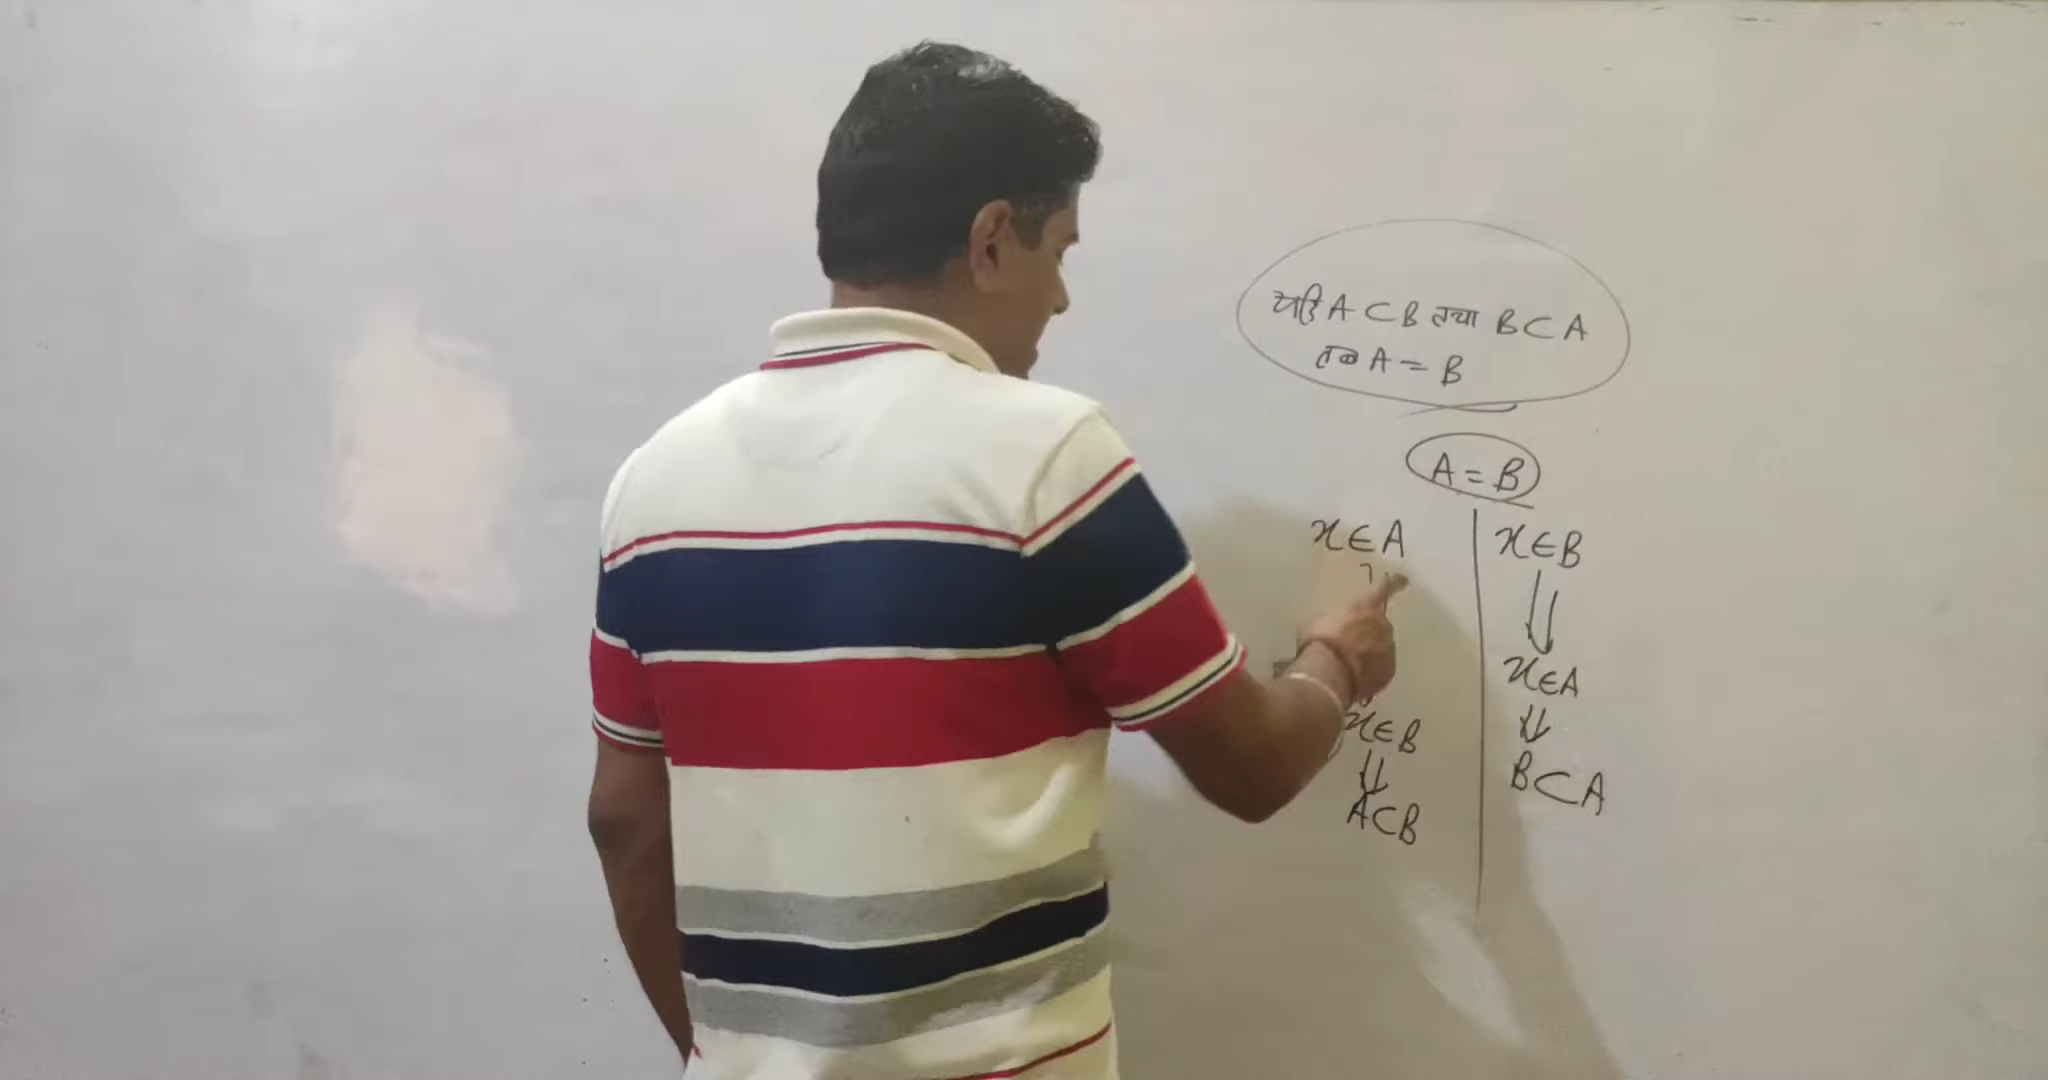 यदि A ⊂ B तथा B ⊂ A
तब A = B
A = B
x ∈ A
x ∈ B
⇓
A ⊂ B
x ∈ B
⇓
x ∈ A
⇓
B ⊂ A